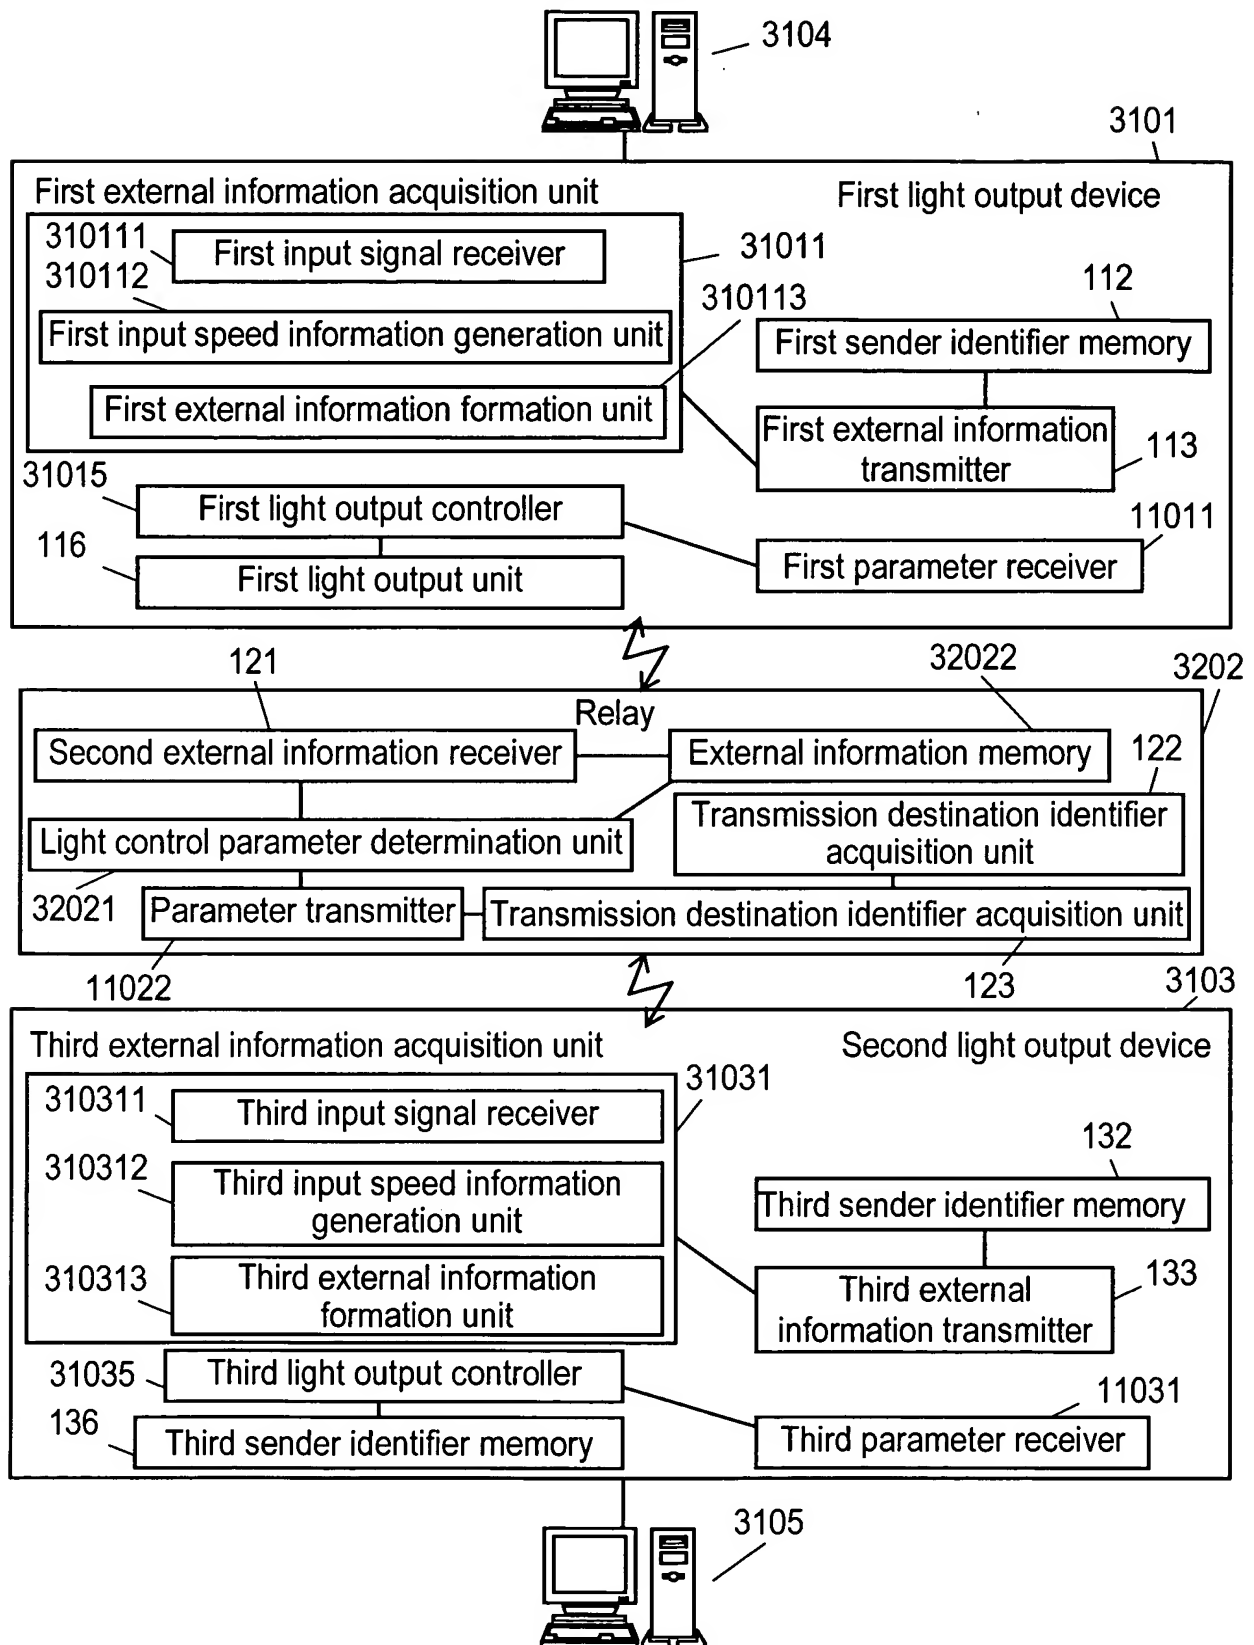 3104
3101
First external information acquisition unit
First light output device
310111
First input signal receiver
31011
310112
310113
112
First input speed information generation unit
First sender identifier memory
First external information formation unit
First external information
transmitter
113
31015
First light output controller
11011
116
First light output unit
First parameter receiver
121
32022
3202
Relay
Second external information receiver
External information memory
122
Transmission destination identifier
acquisition unit
Light control parameter determination unit
32021
Parameter transmitter
Transmission destination identifier acquisition unit
11022
123
3103
Third external information acquisition unit
Second light output device
310311
Third input signal receiver
31031
132
310312
Third input speed information
generation unit
Third sender identifier memory
310313
Third external information
formation unit
Third external
information transmitter
133
31035
Third light output controller
11031
136
Third sender identifier memory
Third parameter receiver
3105